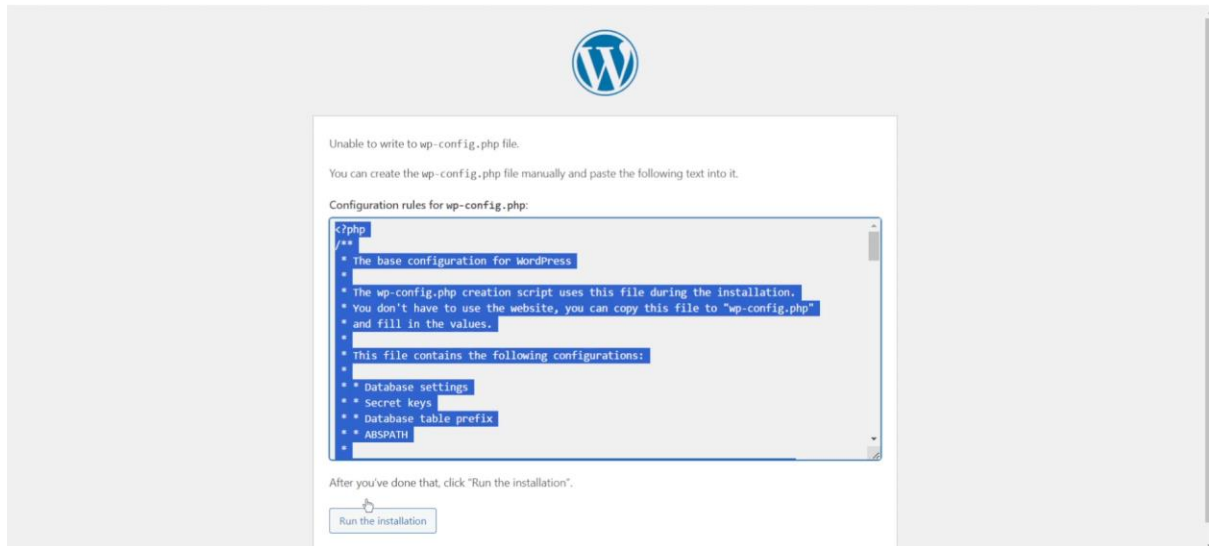 Unable to write to wp-config.php file.
You can create the wp-config.php file manually and paste the following text into it.
Configuration rules for wp-config.php:
<?php
/**
 * The base configuration for WordPress
 *
 * The wp-config.php creation script uses this file during the installation.
 * You don't have to use the website, you can copy this file to "wp-config.php"
 * and fill in the values.
 *
 * This file contains the following configurations:
 *
 * * Database settings
 * * Secret keys
 * * Database table prefix
 * * ABSPATH
 *
After you've done that, click “Run the installation”.
Run the installation